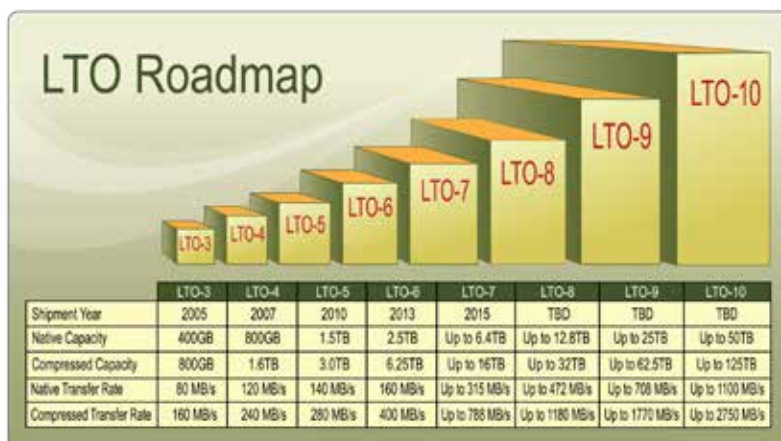 LTO Roadmap
LTO-3
LTO-4
LTO-5
LTO-6
LTO-7
LTO-8
LTO-9
LTO-10
LTO-3 LTO-4 LTO-5 LTO-6 LTO-7 LTO-8 LTO-9 LTO-10
Shipment Year 2005 2007 2010 2013 2015 TBD TBD TBD
Native Capacity 400GB 800GB 1.5TB 2.5TB Up to 6.4TB Up to 12.8TB Up to 25TB Up to 50TB
Compressed Capacity 800GB 1.6TB 3.0TB 6.25TB Up to 16TB Up to 32TB Up to 62.5TB Up to 125TB
Native Transfer Rate 80 MB/s 120 MB/s 140 MB/s 160 MB/s Up to 315 MB/s Up to 472 MB/s Up to 708 MB/s Up to 1100 MB/s
Compressed Transfer Rate 160 MB/s 240 MB/s 280 MB/s 400 MB/s Up to 788 MB/s Up to 1180 MB/s Up to 1770 MB/s Up to 2750 MB/s